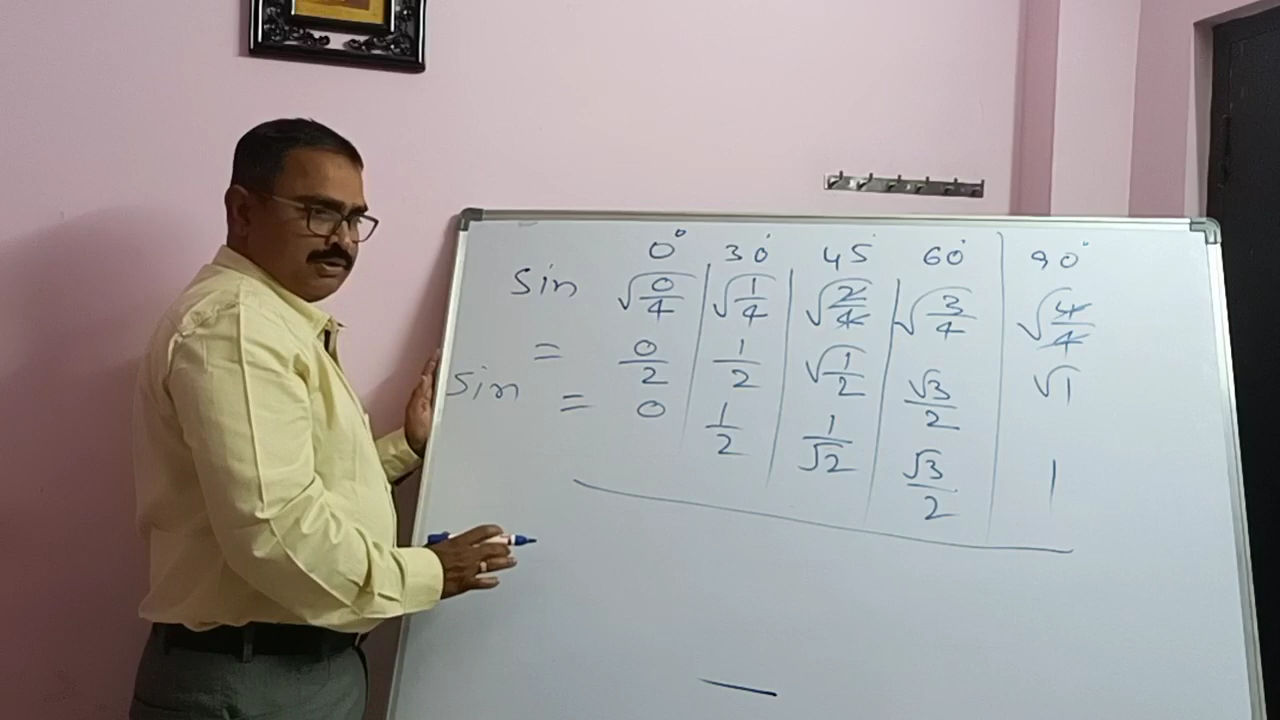 0° 30° 45° 60° 90°
sin √(0/4) √(1/4) √(2/4) √(3/4) √(4/4)
= 0/2 1/2 √(1/2) √3/2 √1
sin = 0 1/2 1/√2 √3/2 1